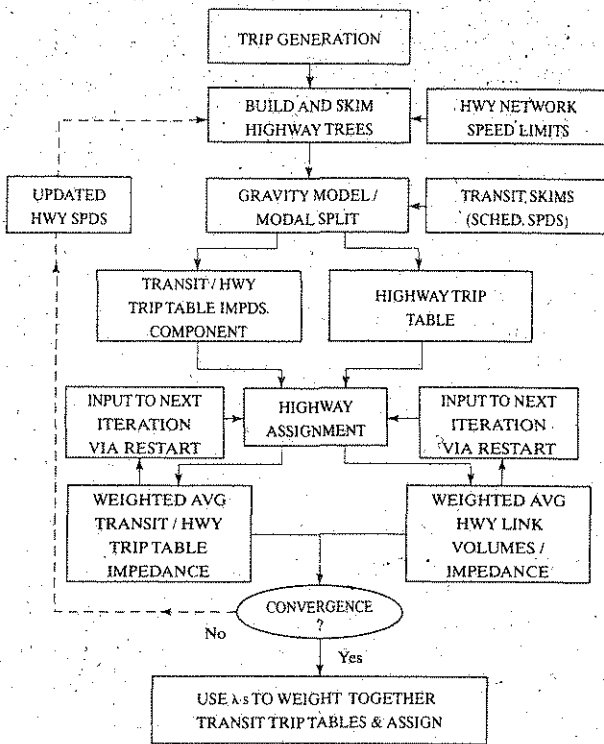 TRIP GENERATION
BUILD AND SKIM
HIGHWAY TREES
HWY NETWORK
SPEED LIMITS
UPDATED
HWY SPDS
GRAVITY MODEL /
MODAL SPLIT
TRANSIT SKIMS
(SCHED. SPDS)
TRANSIT / HWY
TRIP TABLE IMPDS.
COMPONENT
HIGHWAY TRIP
TABLE
INPUT TO NEXT
ITERATION
VIA RESTART
HIGHWAY
ASSIGNMENT
INPUT TO NEXT
ITERATION
VIA RESTART
WEIGHTED AVG
TRANSIT / HWY
TRIP TABLE
IMPEDANCE
WEIGHTED AVG
HWY LINK
VOLUMES /
IMPEDANCE
CONVERGENCE
?
No
Yes
USE λ·s TO WEIGHT TOGETHER
TRANSIT TRIP TABLES & ASSIGN